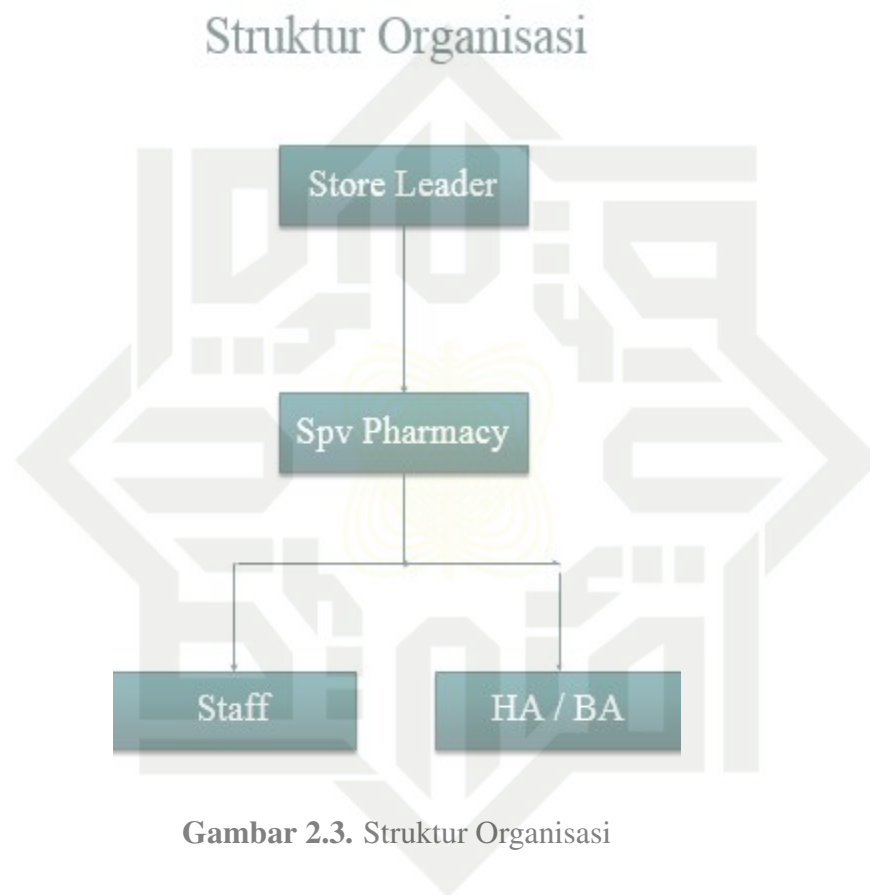 Struktur Organisasi
Store Leader
Spv Pharmacy
Staff
HA / BA
Gambar 2.3. Struktur Organisasi